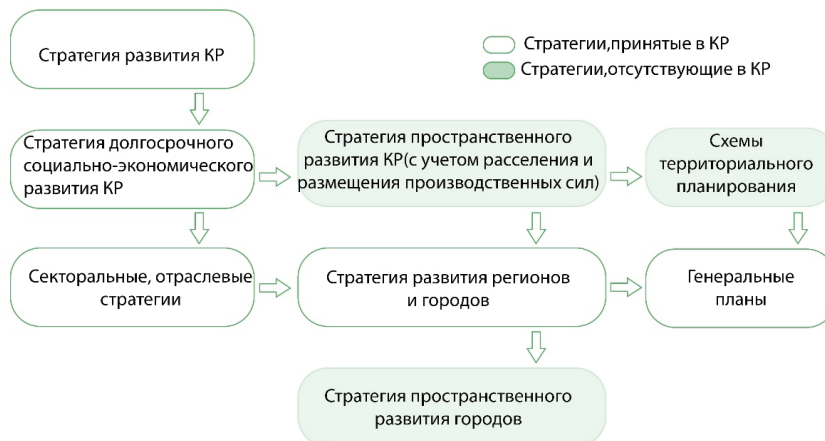 Стратегия развития КР
Стратегии,принятые в КР
Стратегии,отсутствующие в КР
Стратегия долгосрочного
социально-экономического
развития КР
Стратегия пространственного
развития КР(с учетом расселения и
размещения производственных сил)
Схемы
территориального
планирования
Секторальные, отраслевые
стратегии
Стратегия развития регионов
и городов
Генеральные
планы
Стратегия пространственного
развития городов